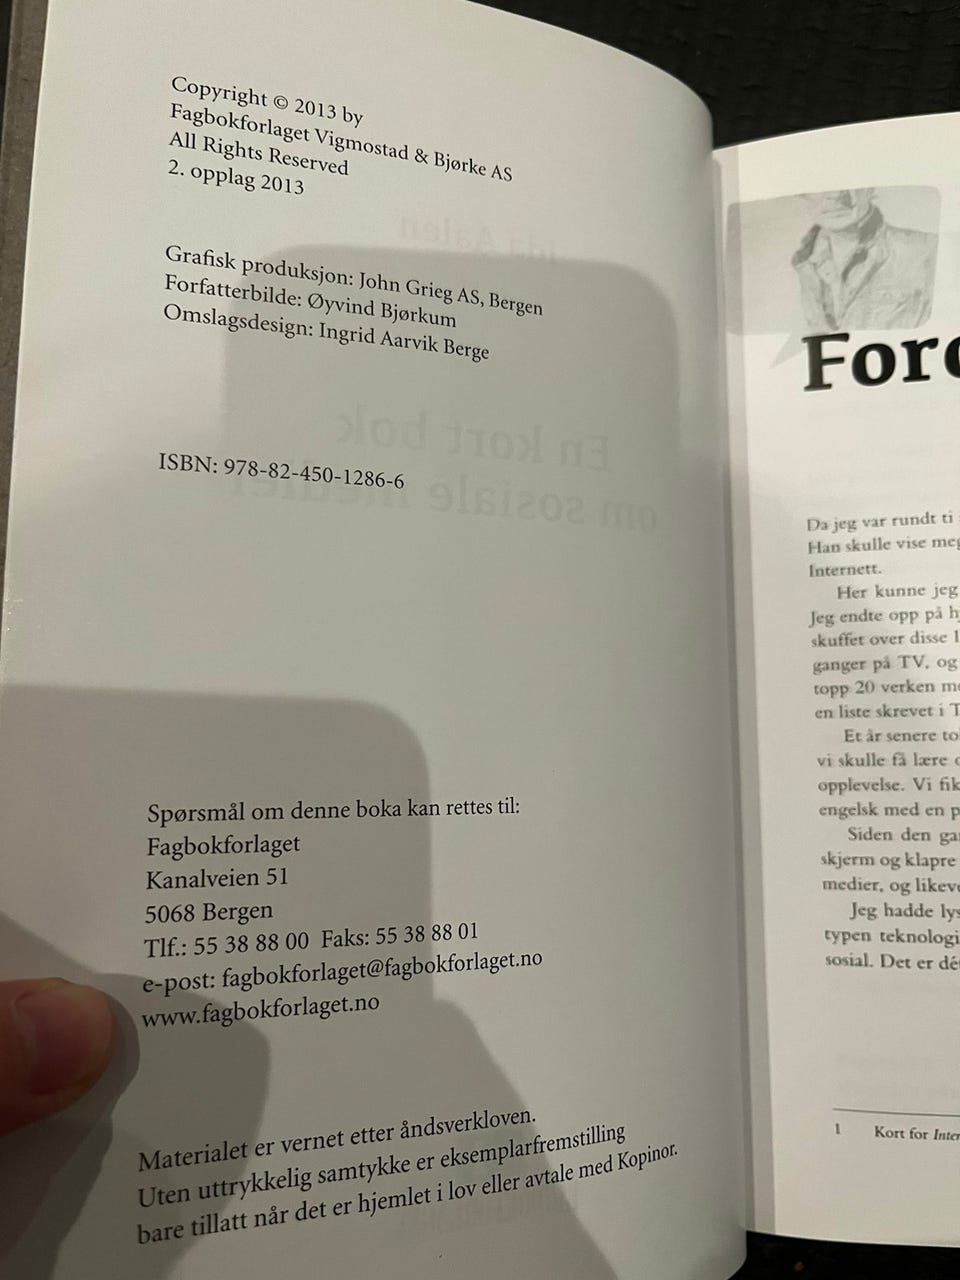 Copyright © 2013 by
Fagbokforlaget Vigmostad & Bjørke AS
All Rights Reserved
2. opplag 2013
Grafisk produksjon: John Grieg AS, Bergen
Forfatterbilde: Øyvind Bjørkum
Omslagsdesign: Ingrid Aarvik Berge
ISBN: 978-82-450-1286-6
Spørsmål om denne boka kan rettes til:
Fagbokforlaget
Kanalveien 51
5068 Bergen
Tlf.: 55 38 88 00 Faks: 55 38 88 01
e-post: fagbokforlaget@fagbokforlaget.no
www.fagbokforlaget.no
Materialet er vernet etter åndsverkloven.
Uten uttrykkelig samtykke er eksemplarfremstilling
bare tillatt når det er hjemlet i lov eller avtale med Kopinor.
Da jeg var rundt ti
Han skulle vise meg
Internett.
Her kunne jeg
Jeg endte opp på
skuffet over disse
ganger på TV, og
topp 20 verken
en liste skrevet i
Et år senere
vi skulle få lære
opplevelse. Vi
engelsk med en
Siden den
skjerm og klapre
medier, og
Jeg hadde
typen
sosial. Det er
1 Kort for